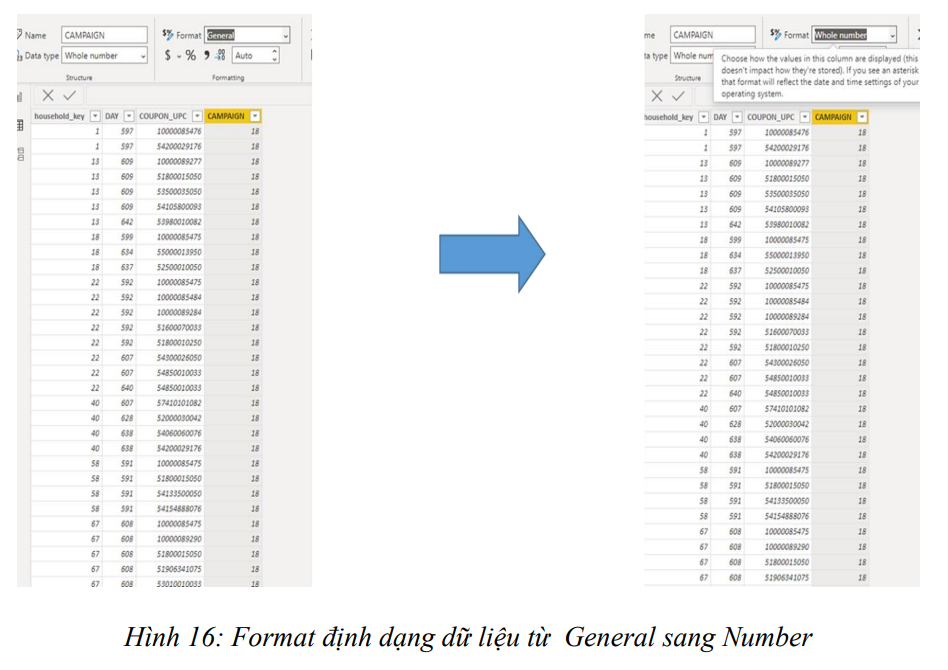 Name CAMPAIGN $% Format General
Data type Whole number $ % 9 .00 Auto
Structure Formatting
household_key DAY COUPON_UPC CAMPAIGN
1 597 10000085476 18
1 597 54200029176 18
13 609 10000089277 18
13 609 51800015050 18
13 609 53500035050 18
13 609 54105800093 18
13 642 53980010082 18
18 599 10000085475 18
18 634 55000013950 18
18 637 52500010050 18
22 592 10000085475 18
22 592 10000085484 18
22 592 10000089284 18
22 592 51600070033 18
22 592 51800010250 18
22 607 54300026050 18
22 607 54850010033 18
22 640 54850010033 18
40 607 57410101082 18
40 628 52000030042 18
40 638 54060060076 18
40 638 54200029176 18
58 591 10000085475 18
58 591 51800015050 18
58 591 54133500050 18
58 591 54154888076 18
67 608 10000085475 18
67 608 10000089290 18
67 608 51800015050 18
67 608 51906341075 18
67 608 53010010033 18
me CAMPAIGN $% Format Whole number
ta type Whole num
Structure
Choose how the values in this column are displayed (this
doesn't impact how they're stored). If you see an asterisk
that format will reflect the date and time settings of your
operating system.
household_key DAY COUPON_UPC CAMPAIGN
1 597 10000085476 18
1 597 54200029176 18
13 609 10000089277 18
13 609 51800015050 18
13 609 53500035050 18
13 609 54105800093 18
13 642 53980010082 18
18 599 10000085475 18
18 634 55000013950 18
18 637 52500010050 18
22 592 10000085475 18
22 592 10000085484 18
22 592 10000089284 18
22 592 51600070033 18
22 592 51800010250 18
22 607 54300026050 18
22 607 54850010033 18
22 640 54850010033 18
40 607 57410101082 18
40 628 52000030042 18
40 638 54060060076 18
40 638 54200029176 18
58 591 10000085475 18
58 591 51800015050 18
58 591 54133500050 18
58 591 54154888076 18
67 608 10000085475 18
67 608 10000089290 18
67 608 51800015050 18
67 608 51906341075 18
Hình 16: Format định dạng dữ liệu từ General sang Number